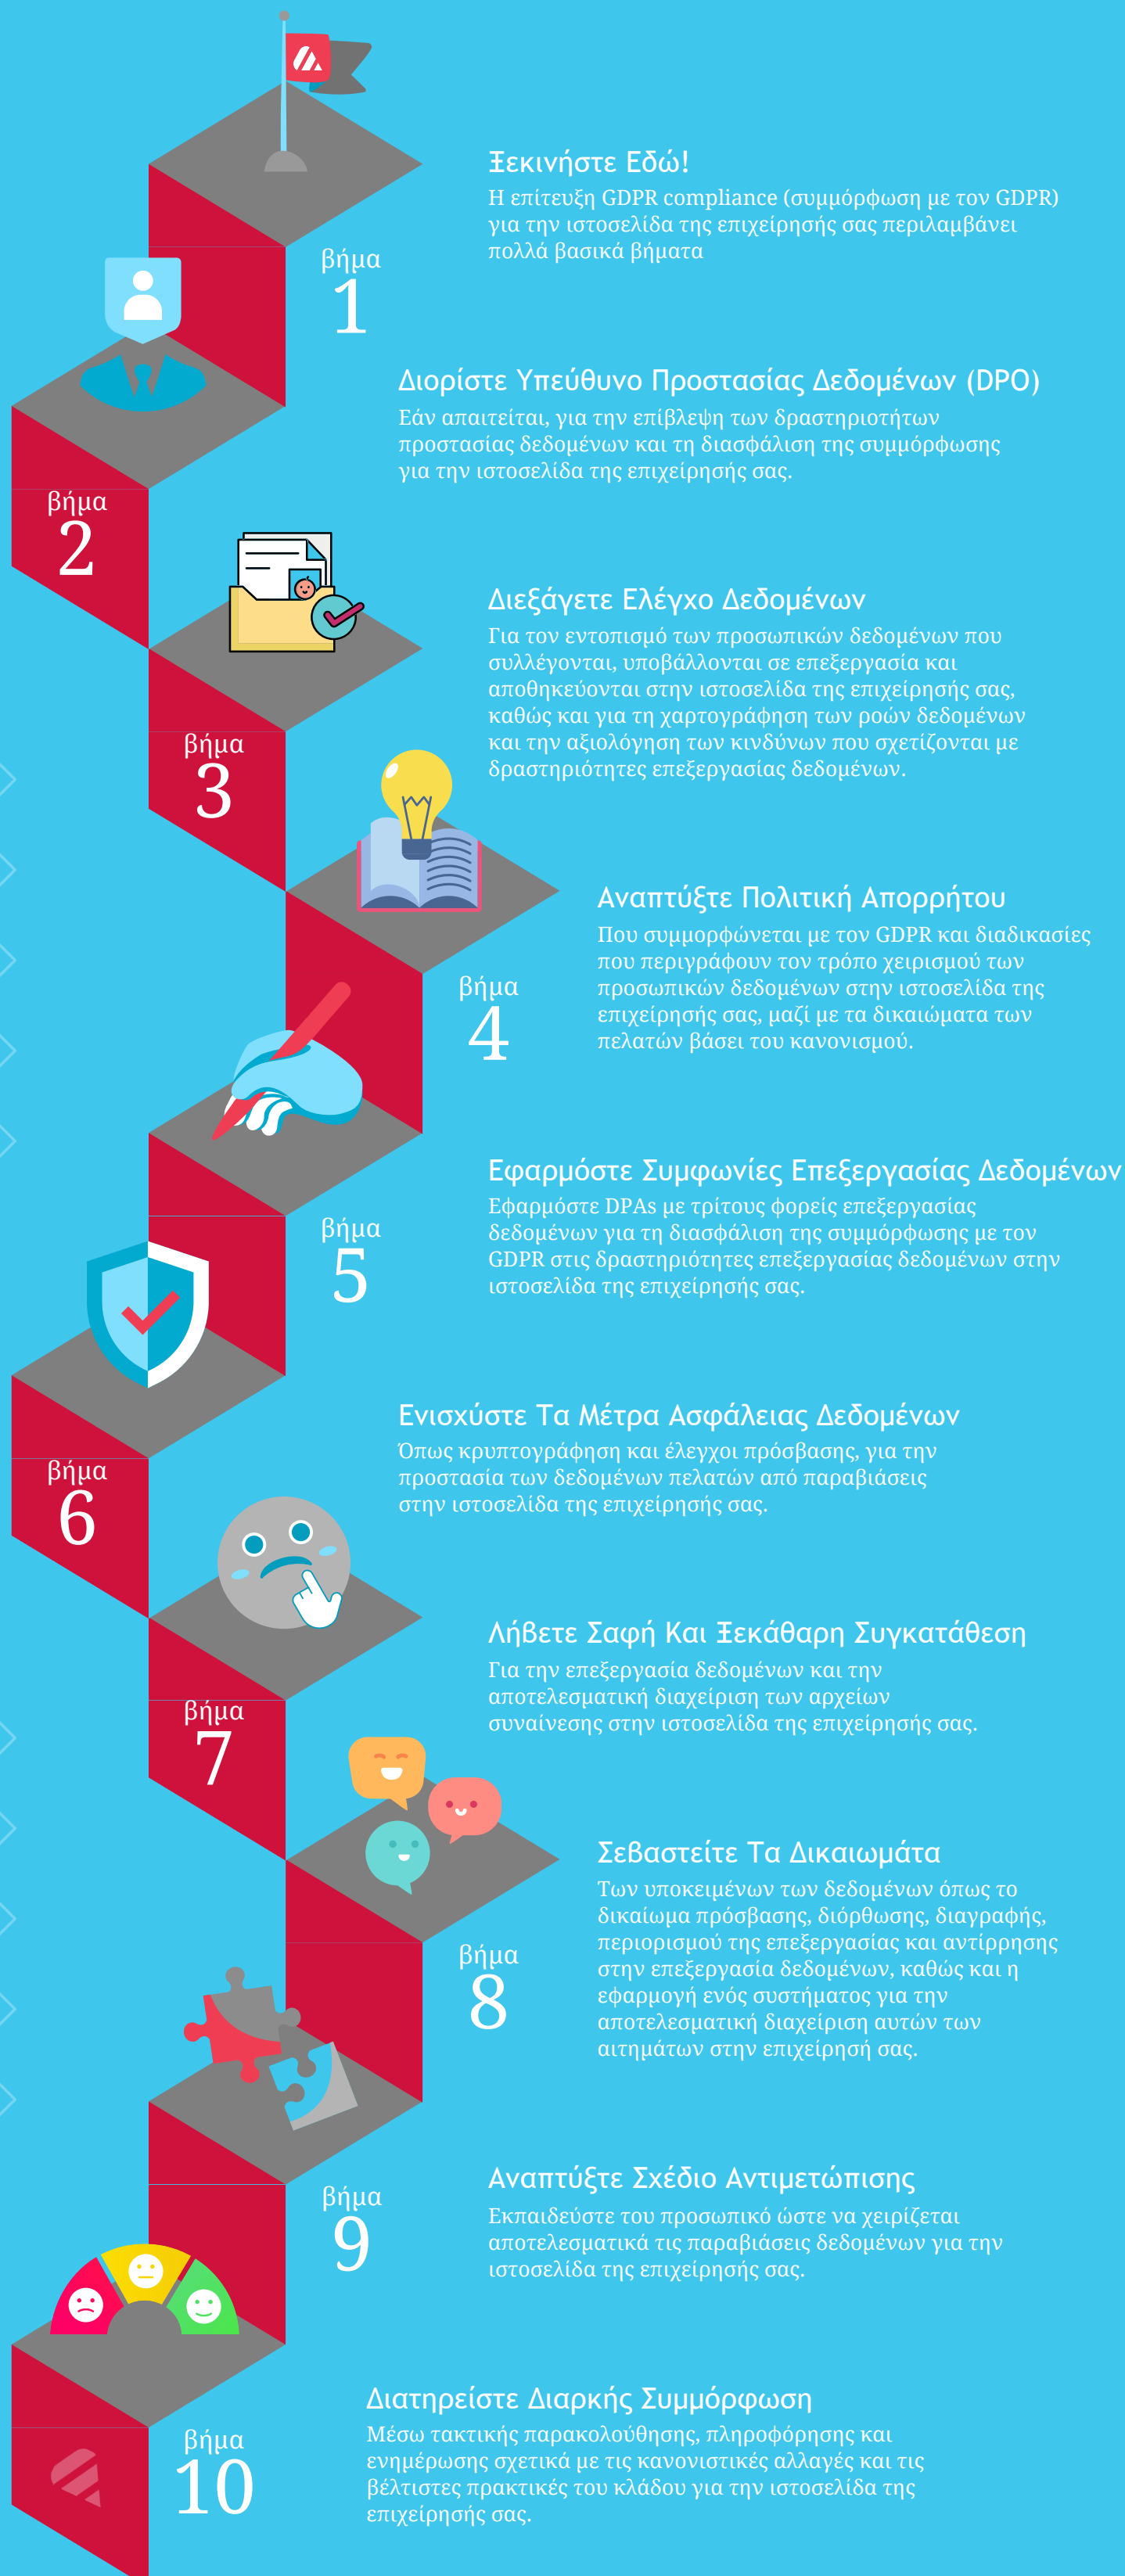 Ξεκινήστε Εδώ!
Η επίτευξη GDPR compliance (συμμόρφωση με τον GDPR)
για την ιστοσελίδα της επιχείρησής σας περιλαμβάνει
πολλά βασικά βήματα
βήμα
1
Διορίστε Υπεύθυνο Προστασίας Δεδομένων (DPO)
Εάν απαιτείται, για την επίβλεψη των δραστηριοτήτων
προστασίας δεδομένων και τη διασφάλιση της συμμόρφωσης
για την ιστοσελίδα της επιχείρησής σας.
βήμα
2
Διεξάγετε Ελέγχο Δεδομένων
Για τον εντοπισμό των προσωπικών δεδομένων που
συλλέγονται, υποβάλλονται σε επεξεργασία και
αποθηκεύονται στην ιστοσελίδα της επιχείρησής σας,
καθώς και για τη χαρτογράφηση των ροών δεδομένων
και την αξιολόγηση των κινδύνων που σχετίζονται με
δραστηριότητες επεξεργασίας δεδομένων.
βήμα
3
Αναπτύξτε Πολιτική Απορρήτου
Που συμμορφώνεται με τον GDPR και διαδικασίες
που περιγράφουν τον τρόπο χειρισμού των
προσωπικών δεδομένων στην ιστοσελίδα της
επιχείρησής σας, μαζί με τα δικαιώματα των
πελατών βάσει του κανονισμού.
βήμα
4
Εφαρμόστε Συμφωνίες Επεξεργασίας Δεδομένων
Εφαρμόστε DPAs με τρίτους φορείς επεξεργασίας
δεδομένων για τη διασφάλιση της συμμόρφωσης με τον
GDPR στις δραστηριότητες επεξεργασίας δεδομένων στην
ιστοσελίδα της επιχείρησής σας.
βήμα
5
Ενισχύστε Τα Μέτρα Ασφάλειας Δεδομένων
Όπως κρυπτογράφηση και έλεγχοι πρόσβασης, για την
προστασία των δεδομένων πελατών από παραβιάσεις
στην ιστοσελίδα της επιχείρησής σας.
βήμα
6
Λήβετε Σαφή Και Ξεκάθαρη Συγκατάθεση
Για την επεξεργασία δεδομένων και την
αποτελεσματική διαχείριση των αρχείων
συναίνεσης στην ιστοσελίδα της επιχείρησής σας.
βήμα
7
Σεβαστείτε Τα Δικαιωμάτα
Των υποκειμένων των δεδομένων όπως το
δικαίωμα πρόσβασης, διόρθωσης, διαγραφής,
περιορισμού της επεξεργασίας και αντίρρησης
στην επεξεργασία δεδομένων, καθώς και η
εφαρμογή ενός συστήματος για την
αποτελεσματική διαχείριση αυτών των
αιτημάτων στην επιχείρησή σας.
βήμα
8
Αναπτύξτε Σχέδιο Αντιμετώπισης
Εκπαιδεύστε του προσωπικό ώστε να χειρίζεται
αποτελεσματικά τις παραβιάσεις δεδομένων για την
ιστοσελίδα της επιχείρησής σας.
βήμα
9
Διατηρείστε Διαρκής Συμμόρφωση
Μέσω τακτικής παρακολούθησης, πληροφόρησης και
ενημέρωσης σχετικά με τις κανονιστικές αλλαγές και τις
βέλτιστες πρακτικές του κλάδου για την ιστοσελίδα της
επιχείρησής σας.
βήμα
10